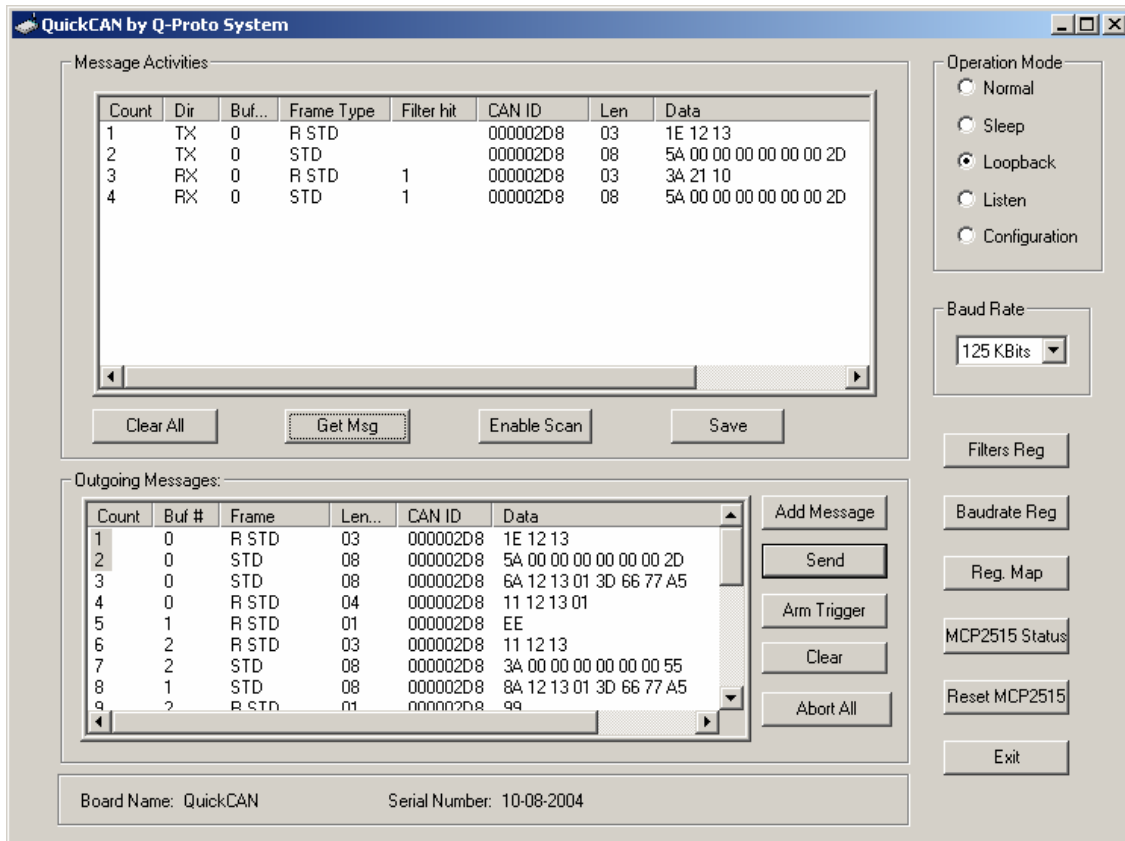 QuickCAN by Q-Proto System
Message Activities
Count Dir Buf... Frame Type Filter hit CAN ID Len Data
1 TX 0 R STD 000002D8 03 1E 12 13
2 TX 0 STD 000002D8 08 5A 00 00 00 00 00 00 2D
3 RX 0 R STD 1 000002D8 03 3A 21 10
4 RX 0 STD 1 000002D8 08 5A 00 00 00 00 00 00 2D
Clear All Get Msg Enable Scan Save
Operation Mode
Normal
Sleep
Loopback
Listen
Configuration
Baud Rate
125 KBits
Outgoing Messages:
Count Buf # Frame Len... CAN ID Data
1 0 R STD 03 000002D8 1E 12 13
2 0 STD 08 000002D8 5A 00 00 00 00 00 00 2D
3 0 STD 08 000002D8 6A 12 13 01 3D 66 77 A5
4 0 R STD 04 000002D8 11 12 13 01
5 1 R STD 01 000002D8 EE
6 2 R STD 03 000002D8 11 12 13
7 2 STD 08 000002D8 3A 00 00 00 00 00 00 55
8 1 STD 08 000002D8 8A 12 13 01 3D 66 77 A5
9 2 R STD 01 000002D8 99
Add Message
Send
Arm Trigger
Clear
Abort All
Filters Reg
Baudrate Reg
Reg. Map
MCP2515 Status
Reset MCP2515
Exit
Board Name: QuickCAN Serial Number: 10-08-2004